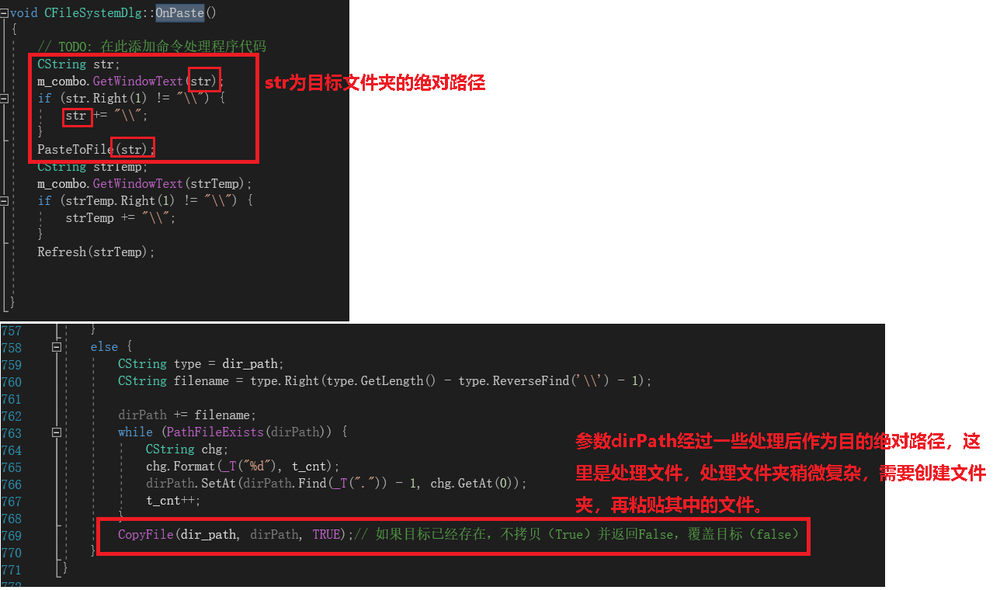 void CFileSystemDlg::OnPaste()
{
// TODO: 在此添加命令处理程序代码
CString str;
m_combo.GetWindowText(str);
str为目标文件夹的绝对路径
if (str.Right(1) != "\\") {
str += "\\";
}
PasteToFile(str);
CString strTemp;
m_combo.GetWindowText(strTemp);
if (strTemp.Right(1) != "\\") {
strTemp += "\\";
}
Refresh(strTemp);
}
757 }
758 else {
759 CString type = dir_path;
760 CString filename = type.Right(type.GetLength() - type.ReverseFind('\\') - 1);
761
762 dirPath += filename;
763 while (PathFileExists(dirPath)) {
764 CString chg;
765 chg.Format(_T("%d"), t_cnt);
766 dirPath.SetAt(dirPath.Find(_T(".")) - 1, chg.GetAt(0));
767 t_cnt++;
768 }
参数dirPath经过一些处理后作为目的绝对路径，这
里是处理文件，处理文件夹稍微复杂，需要创建文件
夹，再粘贴其中的文件。
769 CopyFile(dir_path, dirPath, TRUE);// 如果目标已经存在，不拷贝（True）并返回False，覆盖目标（false）
770 }
771 }
772